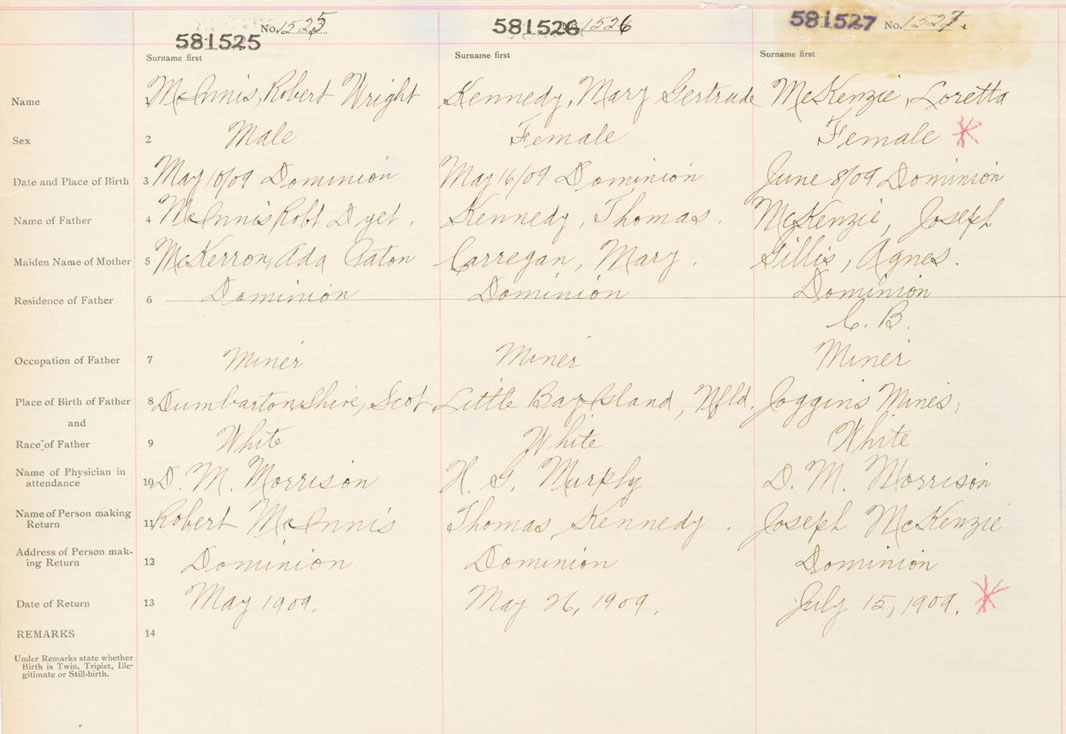 No. 1525
581525
581526 1526
581527 No. 1527.
Surname first Surname first Surname first
Name 1 McInnis, Robert Wright Kennedy, Mary Gertrude McKenzie, Loretta
Sex 2 Male Female Female
Date and Place of Birth 3 May 10/09 Dominion May 16/09 Dominion June 8/09 Dominion
Name of Father 4 McInnis Robt Dyet. Kennedy, Thomas. McKenzie, Joseph
Maiden Name of Mother 5 McKerron, Ada Eaton Carregan, Mary. Gillis, Agnes.
Residence of Father 6 Dominion Dominion Dominion
C. B.
Occupation of Father 7 Miner Miner Miner
Place of Birth of Father 8 Dumbartonshire, Scot Little Bay Island, Nfld. Joggins Mines,
and
Race of Father 9 White White White
Name of Physician in
attendance 10 D. M. Morrison H. G. Murphy D. M. Morrison
Name of Person making
Return 11 Robert McInnis Thomas Kennedy. Joseph McKenzie
Address of Person mak-
ing Return 12 Dominion Dominion Dominion
Date of Return 13 May 1909. May 26, 1909. July 15, 1909.
REMARKS 14
Under Remarks state whether
Birth is Twin, Triplet, Ille-
gitimate or Still-birth.